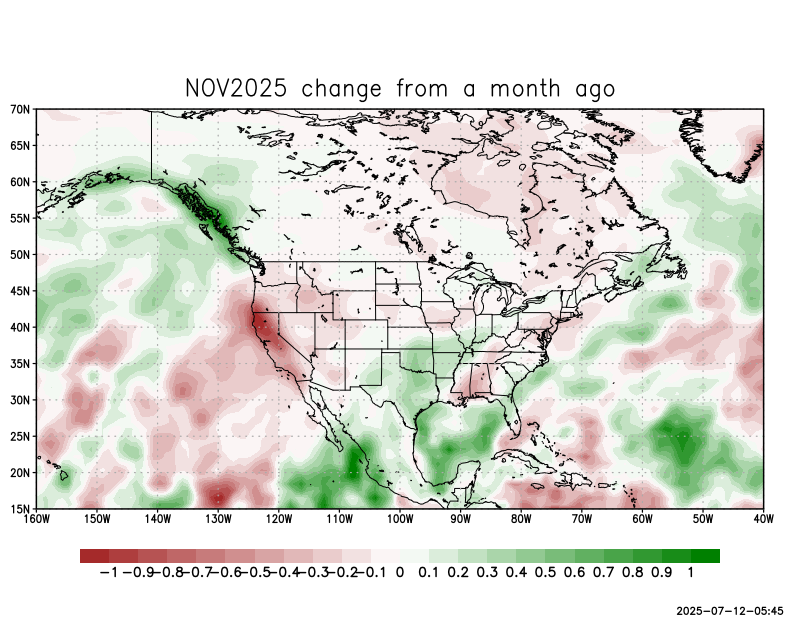 NOV2025 change from a month ago
70N
65N
60N
55N
50N
45N
40N
35N
30N
25N
20N
15N
160W 150W 140W 130W 120W 110W 100W 90W 80W 70W 60W 50W 40W
-1 -0.9 -0.8 -0.7 -0.6 -0.5 -0.4 -0.3 -0.2 -0.1 0 0.1 0.2 0.3 0.4 0.5 0.6 0.7 0.8 0.9 1
2025-07-12-05:45